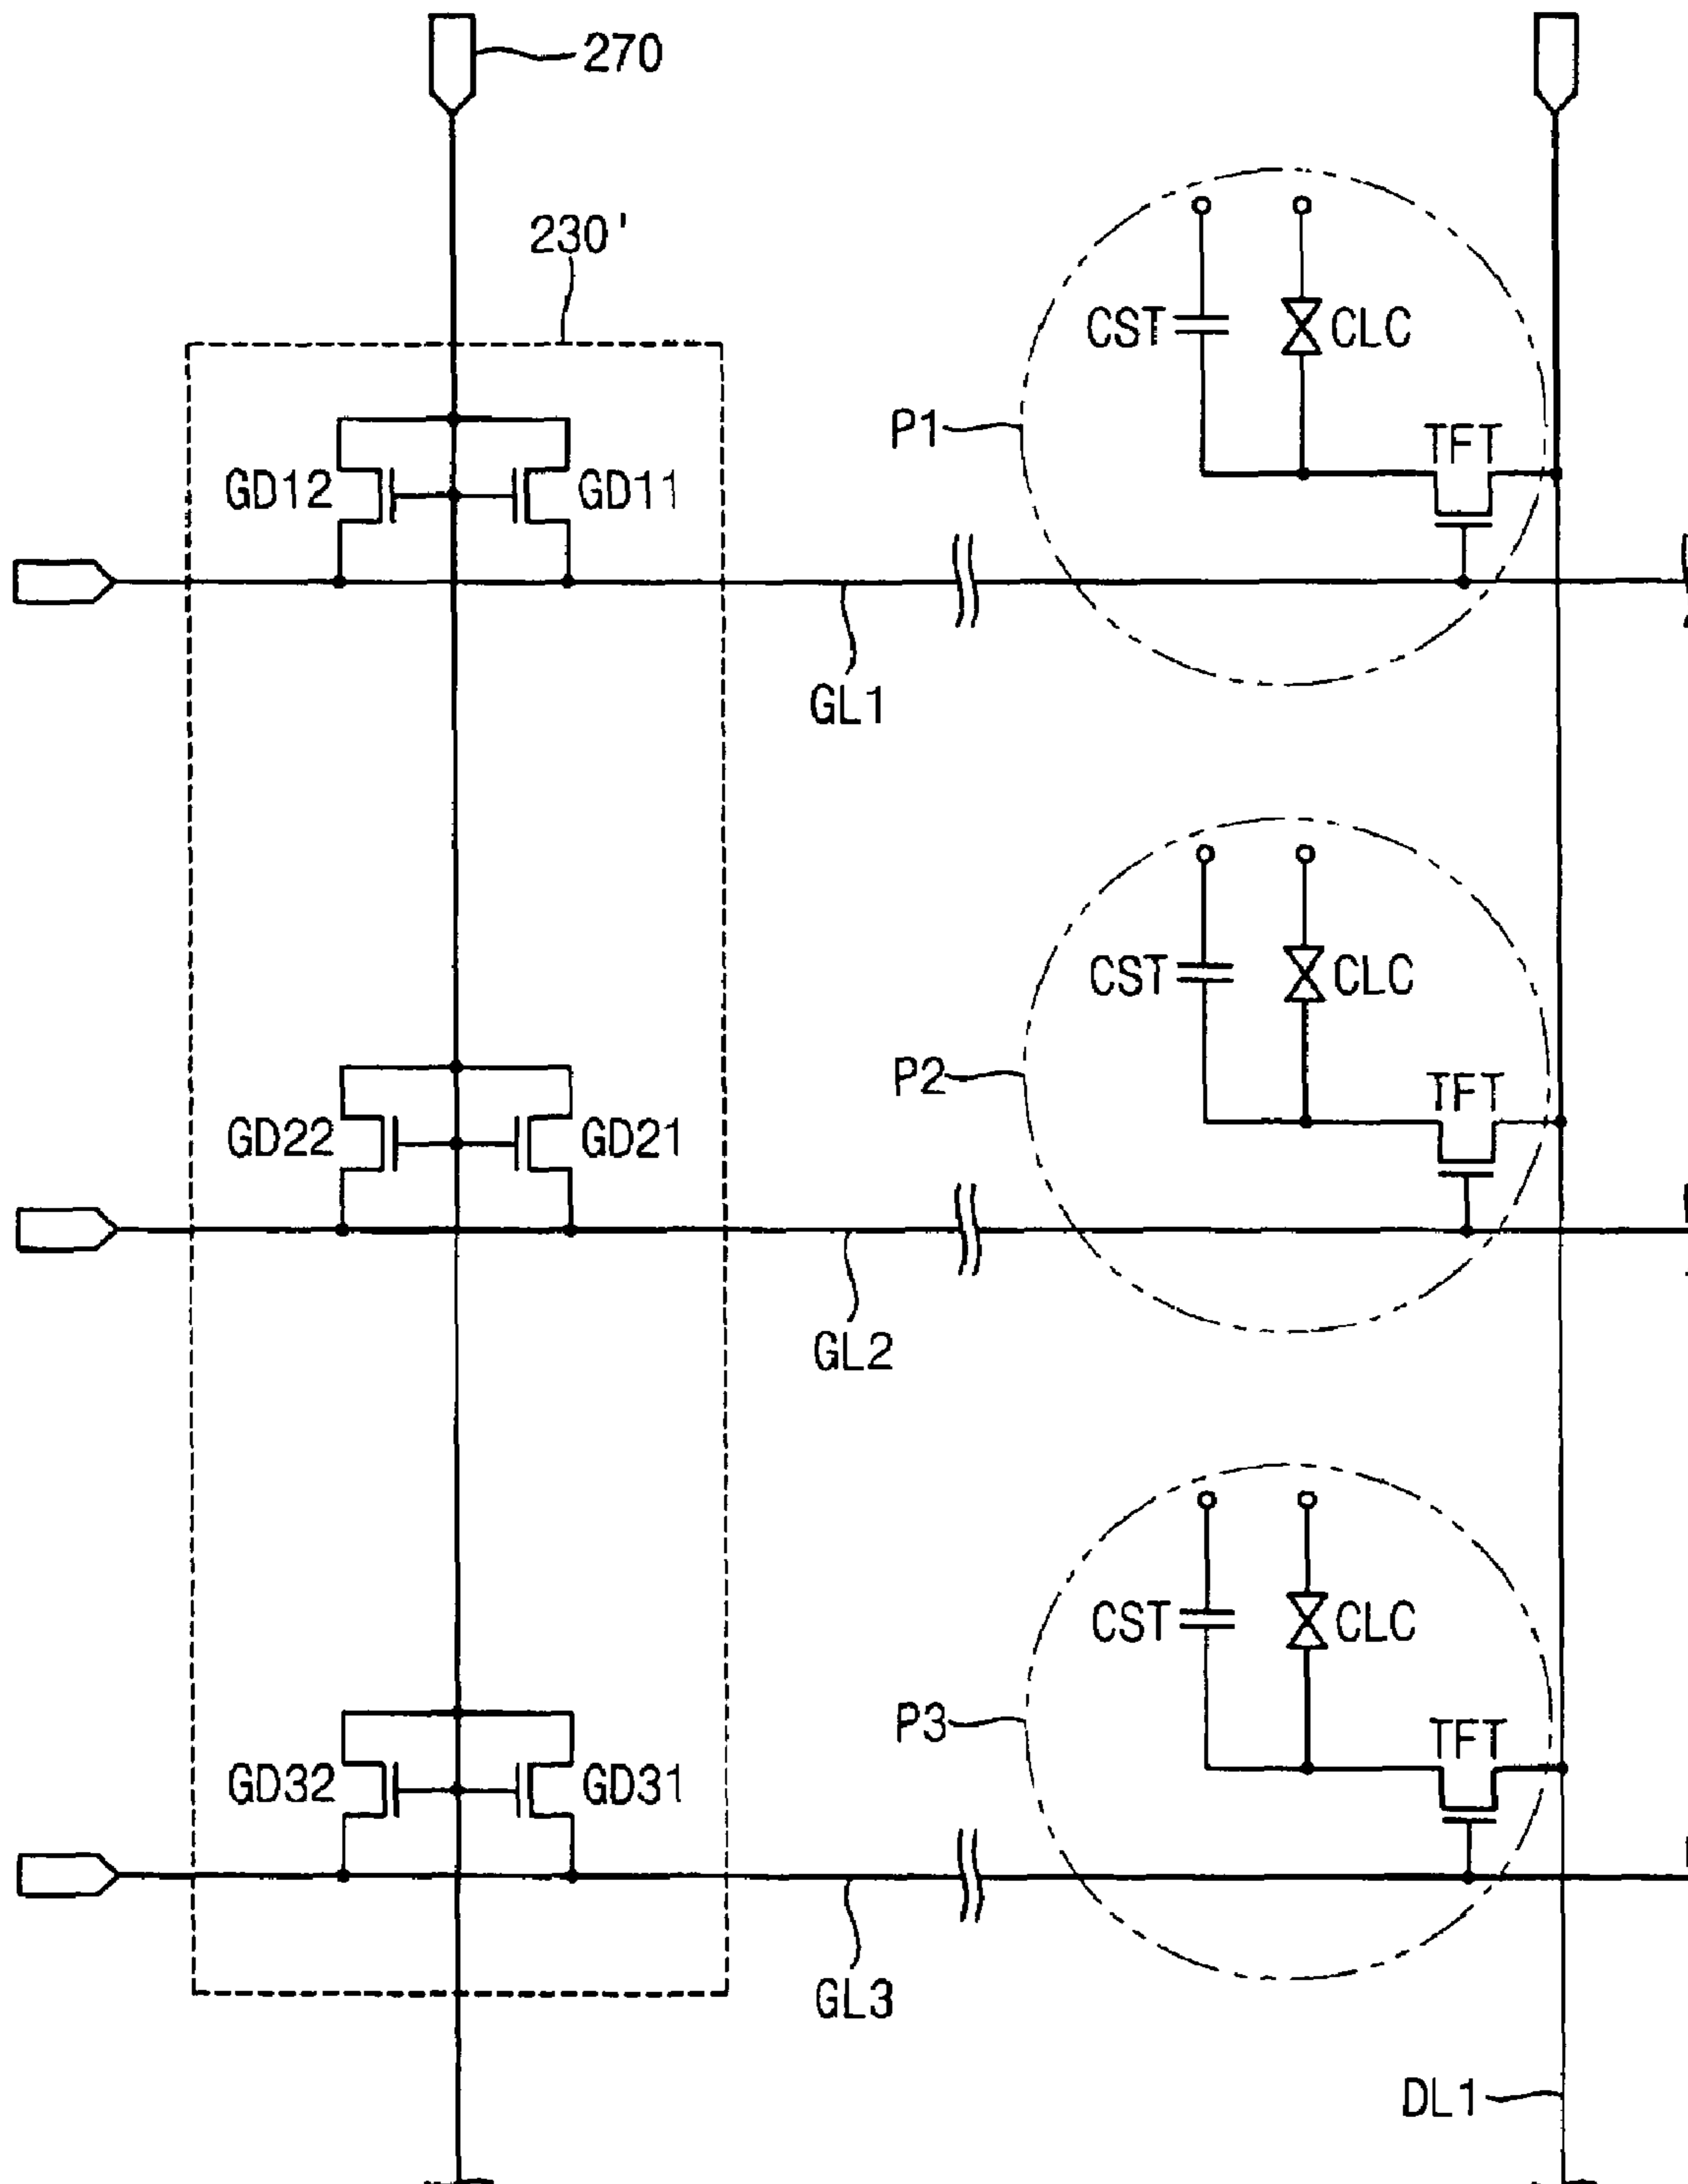 270
230'
CST
CLC
P1
TFT
GD12
GD11
GL1
CST
CLC
P2
TFT
GD22
GD21
GL2
CST
CLC
P3
TFT
GD32
GD31
GL3
DL1